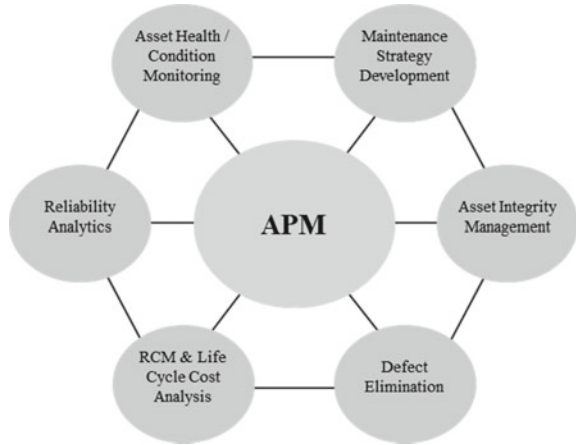 Asset Health /
Condition
Monitoring
Maintenance
Strategy
Development
Reliability
Analytics
APM
Asset Integrity
Management
RCM & Life
Cycle Cost
Analysis
Defect
Elimination